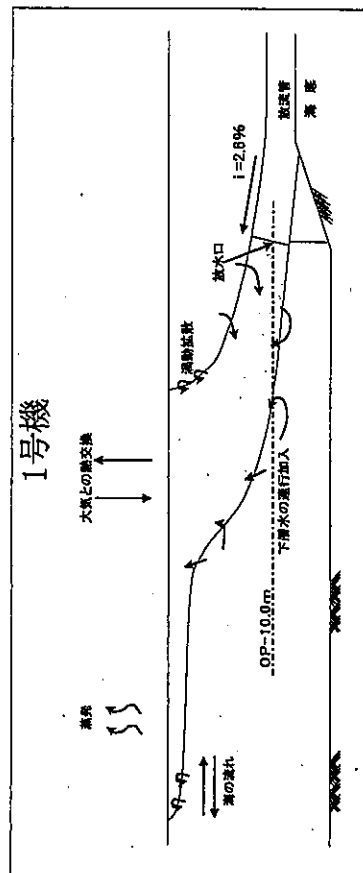 1号機
蒸発
大気との熱交換
渦動拡散
海の流れ
i=2.8%
放水口
放流管
海底
OP-10.0m
下層水の連行加入